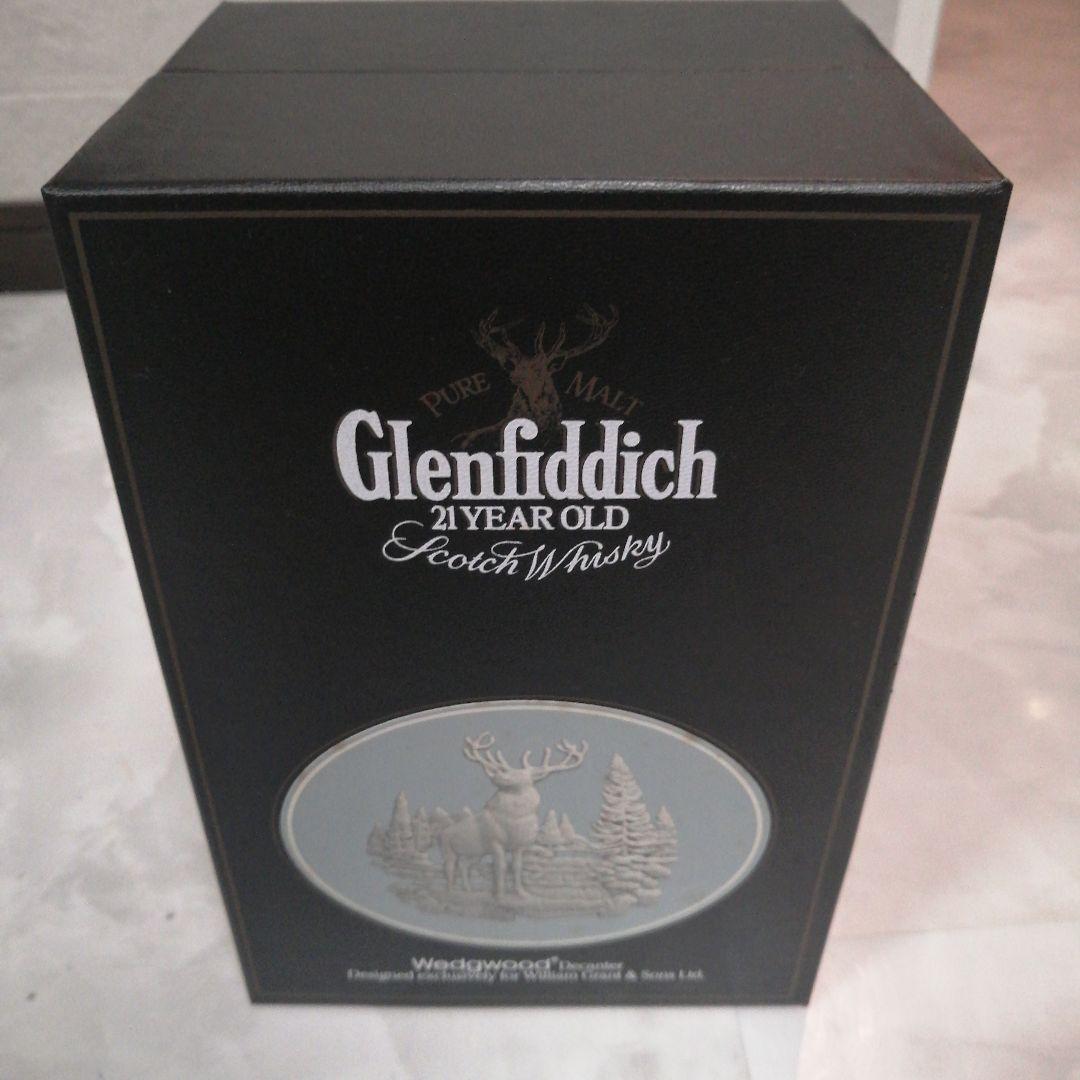 PURE MALT
Glenfiddich
21 YEAR OLD
Scotch Whisky
Wedgwood® Decanter
Designed exclusively for William Grant & Sons Ltd.